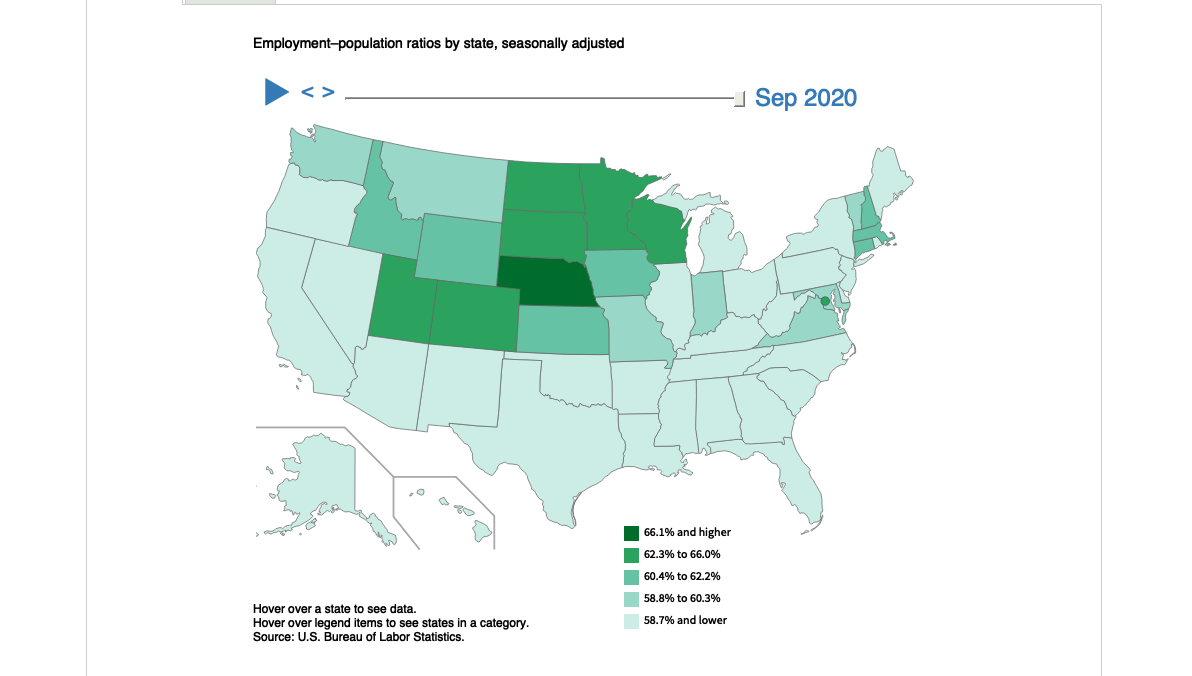 Employment–population ratios by state, seasonally adjusted
< >
Sep 2020
66.1% and higher
62.3% to 66.0%
60.4% to 62.2%
58.8% to 60.3%
58.7% and lower
Hover over a state to see data.
Hover over legend items to see states in a category.
Source: U.S. Bureau of Labor Statistics.